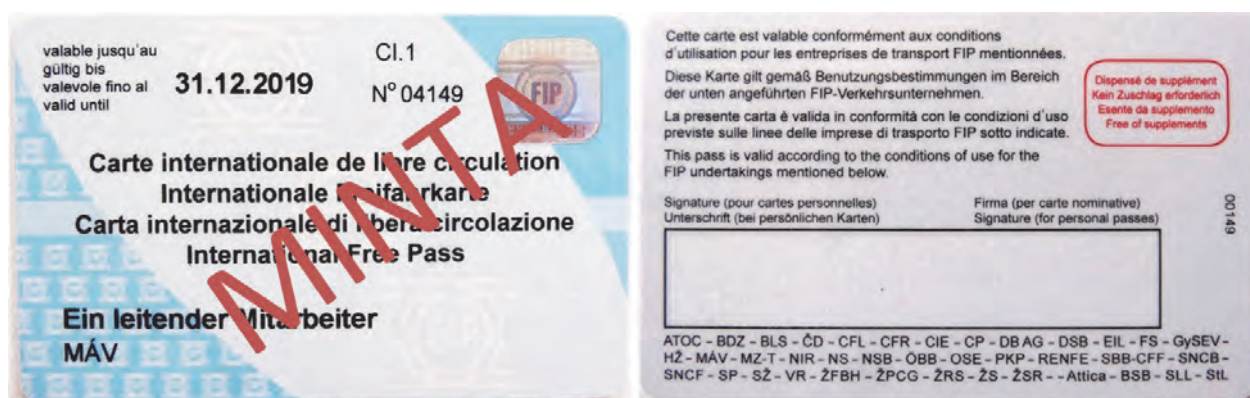 valable jusqu'au
gültig bis
valevole fino al
valid until
31.12.2019
Cl.1
Nº 04149
FIP
Carte internationale de libre circulation
Internationale Freifahrkarte
Carta internazionale di libera circolazione
International Free Pass
Ein leitender Mitarbeiter
MÁV
MINTA
Cette carte est valable conformément aux conditions
d'utilisation pour les entreprises de transport FIP mentionnées.
Diese Karte gilt gemäß Benutzungsbestimmungen im Bereich
der unten angeführten FIP-Verkehrsunternehmen.
La presente carta è valida in conformità con le condizioni d'uso
previste sulle linee delle imprese di trasporto FIP sotto indicate.
This pass is valid according to the conditions of use for the
FIP undertakings mentioned below.
Dispensé de supplément
Kein Zuschlag erforderlich
Esente da supplemento
Free of supplements
Signature (pour cartes personnelles)
Unterschrift (bei persönlichen Karten)
Firma (per carte nominative)
Signature (for personal passes)
00149
ATOC - BDZ - BLS - ČD - CFL - CFR - CIE - CP - DB AG - DSB - EIL - FS - GySEV -
HŽ - MÁV - MZ-T - NIR - NS - NSB - ÖBB - OSE - PKP - RENFE - SBB-CFF - SNCB -
SNCF - SP - SŽ - VR - ŽFBH - ŽPCG - ŽRS - ŽS - ŽSR - - Attica - BSB - SLL - StL